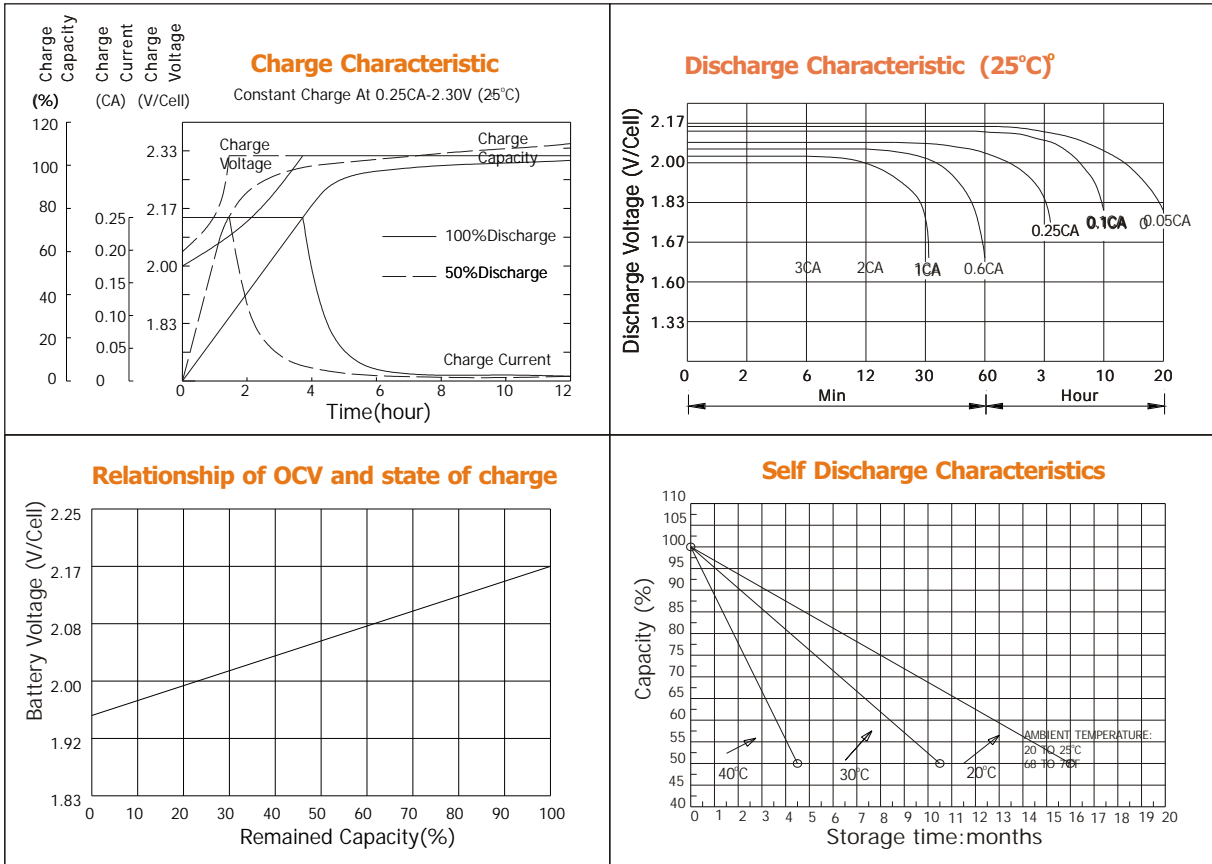 Charge Capacity
Charge Current
Charge Voltage
(%) (CA) (V/Cell)
Charge Characteristic
Constant Charge At 0.25CA-2.30V (25°C)
120
100
80
60
40
20
0
0.25
0.20
0.15
0.10
0.05
0
2.33
2.17
2.00
1.83
Charge Voltage
Charge Capacity
100%Discharge
50%Discharge
Charge Current
0 2 4 6 8 10 12
Time(hour)
Discharge Characteristic (25°C)°
Discharge Voltage (V/Cell)
2.17
2.00
1.83
1.67
1.60
1.33
3CA 2CA 1CA 0.6CA 0.25CA 0.1CA 0.05CA
0 2 6 12 30 60 3 10 20
Min Hour
Relationship of OCV and state of charge
Battery Voltage (V/Cell)
2.25
2.17
2.08
2.00
1.92
1.83
0 10 20 30 40 50 60 70 80 90 100
Remained Capacity(%)
Self Discharge Characteristics
Capacity (%)
110
105
100
95
90
85
80
75
70
65
60
55
50
45
40
40°C 30°C 20°C
AMBIENT TEMPERATURE:
20 TO 25°C
68 TO
0 1 2 3 4 5 6 7 8 9 10 11 12 13 14 15 16 17 18 19 20
Storage time:months